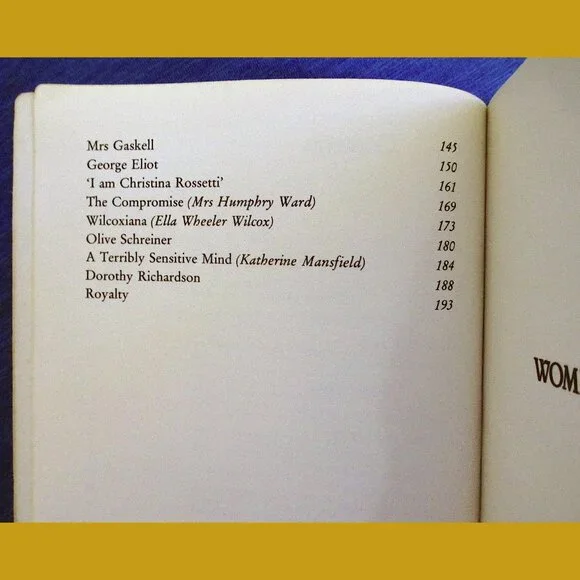 Mrs Gaskell 145
George Eliot 150
‘I am Christina Rossetti’ 161
The Compromise (Mrs Humphry Ward) 169
Wilcoxiana (Ella Wheeler Wilcox) 173
Olive Schreiner 180
A Terribly Sensitive Mind (Katherine Mansfield) 184
Dorothy Richardson 188
Royalty 193
WOM